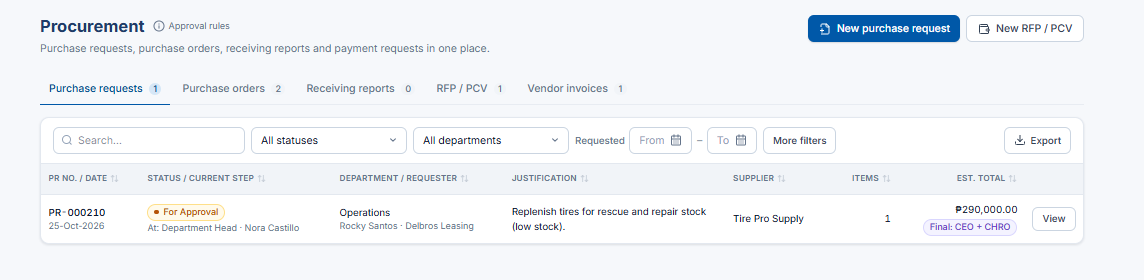 Procurement Approval rules
Purchase requests, purchase orders, receiving reports and payment requests in one place.
New purchase request New RFP / PCV
Purchase requests 1 Purchase orders 2 Receiving reports 0 RFP / PCV 1 Vendor invoices 1
Search... All statuses All departments Requested From – To More filters Export
PR NO. / DATE STATUS / CURRENT STEP DEPARTMENT / REQUESTER JUSTIFICATION SUPPLIER ITEMS EST. TOTAL
PR-000210 For Approval Operations Replenish tires for rescue and repair stock Tire Pro Supply 1 ₱290,000.00 View
25-Oct-2026 At: Department Head · Nora Castillo Rocky Santos · Delbros Leasing (low stock). Final: CEO + CHRO